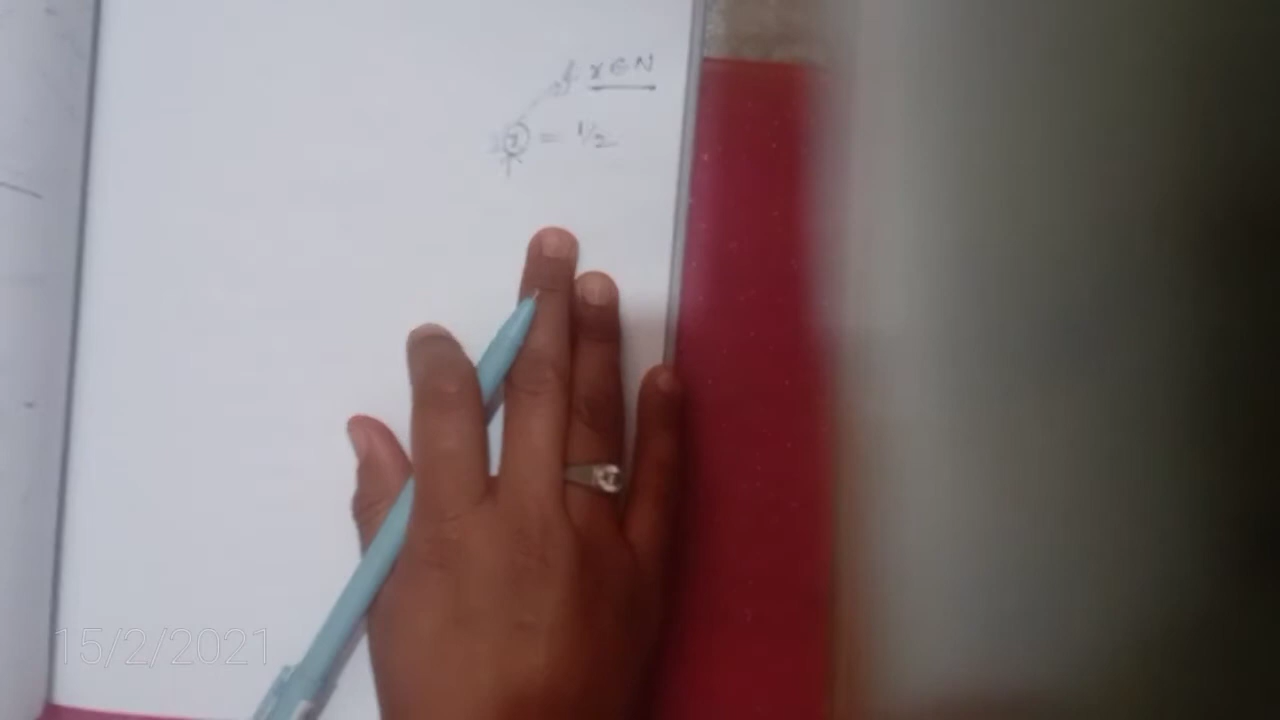 r ∈ N
= 1/2
15/2/2021